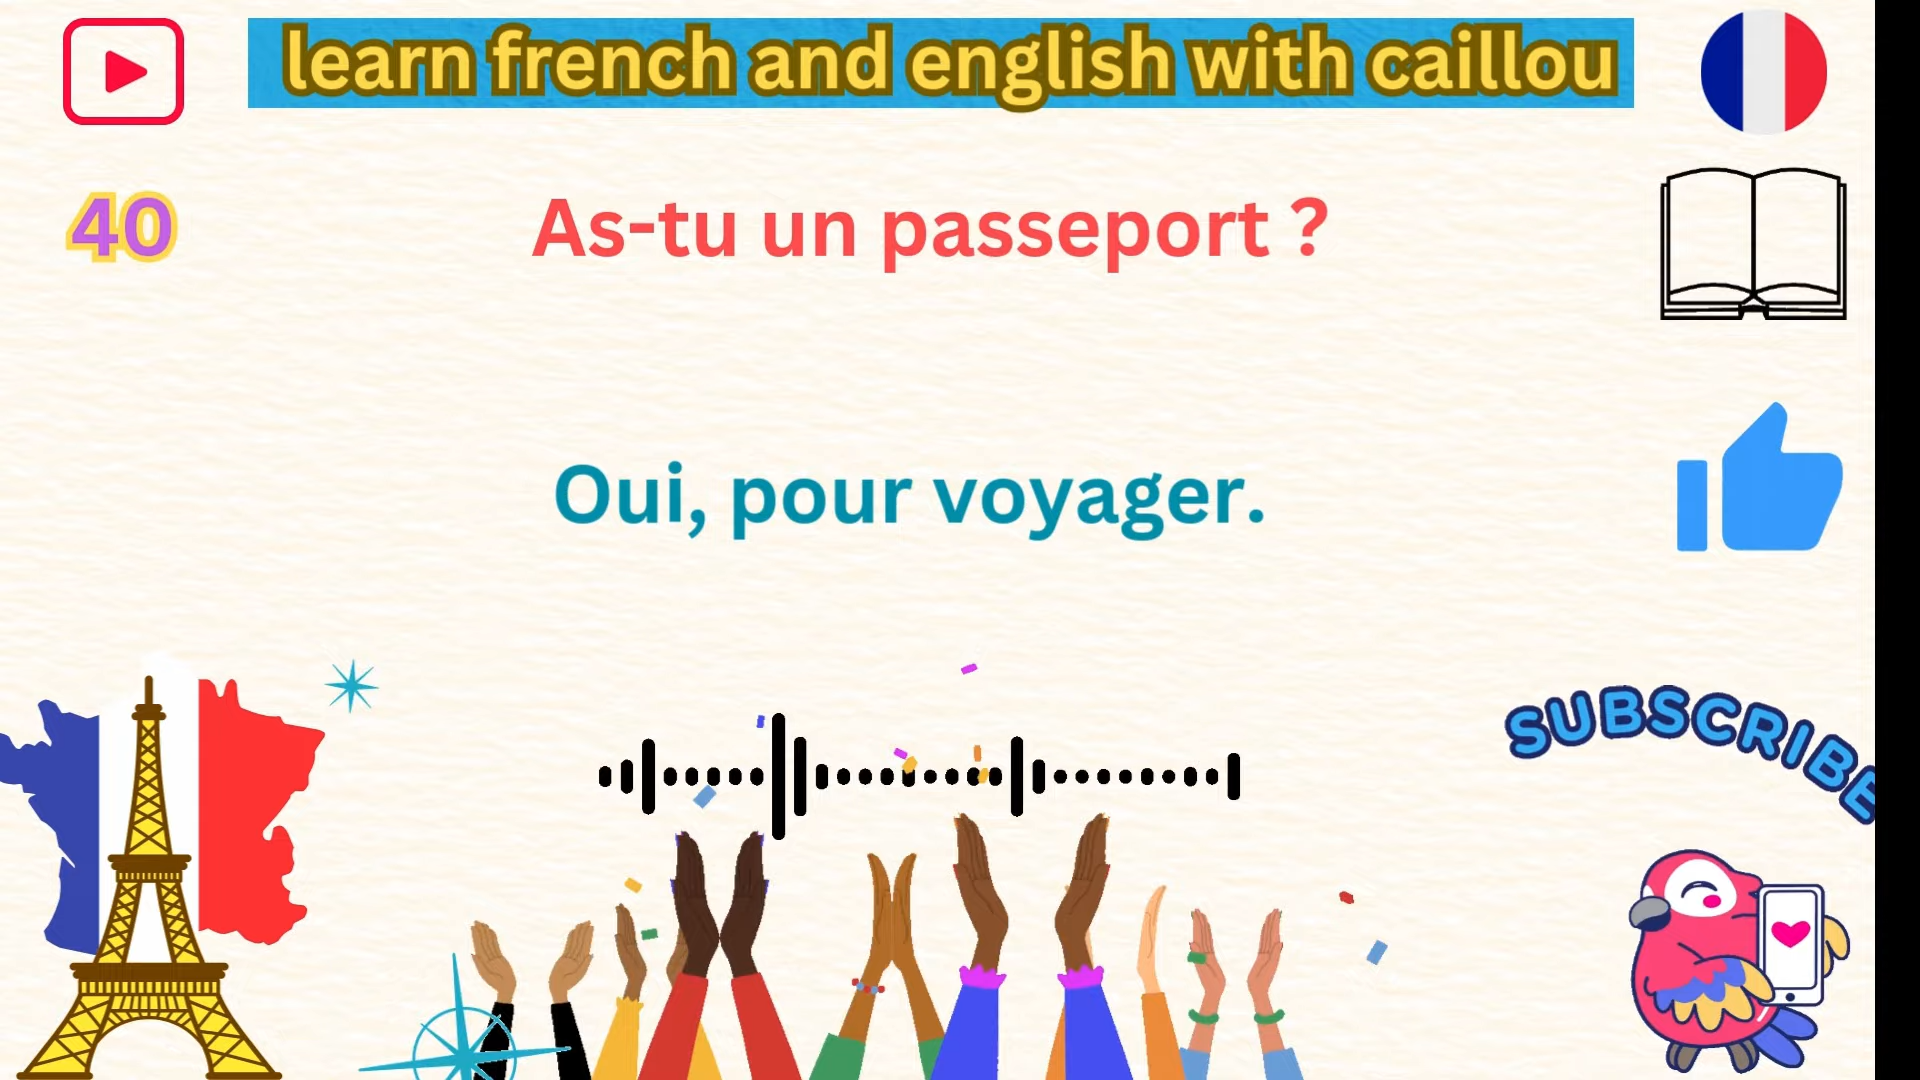 learn french and english with caillou
40
As-tu un passeport ?
Oui, pour voyager.
SUBSCRIBE